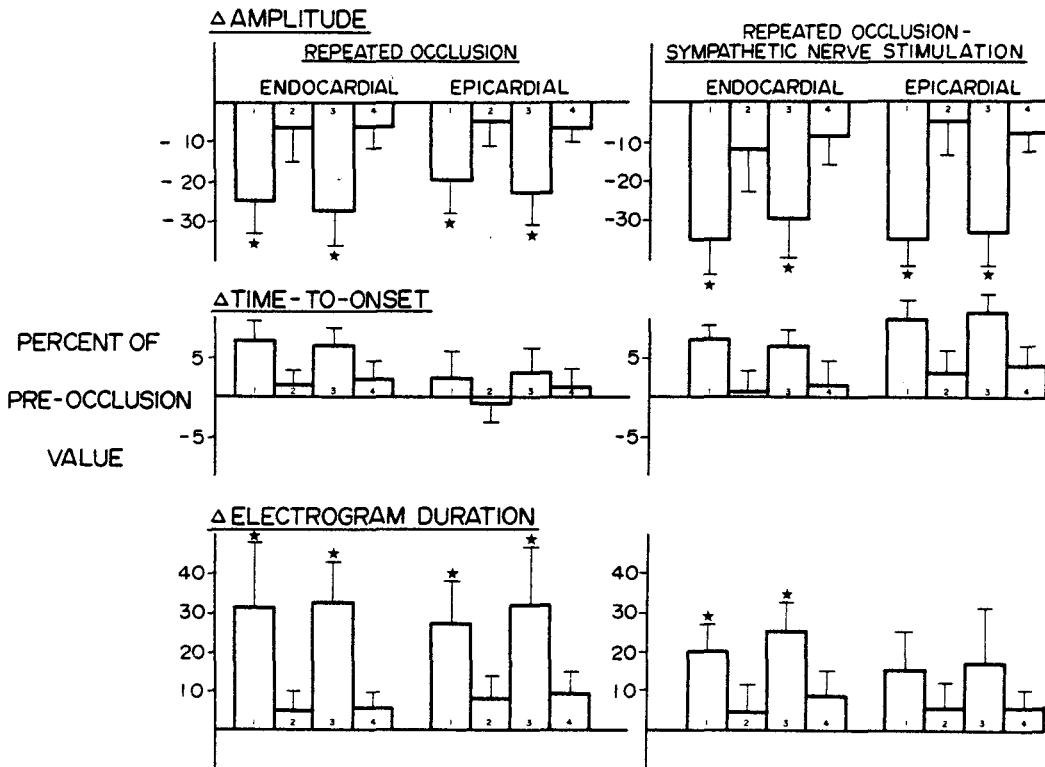 △ AMPLITUDE
REPEATED OCCLUSION
ENDOCARDIAL EPICARDIAL
REPEATED OCCLUSION-
SYMPATHETIC NERVE STIMULATION
ENDOCARDIAL EPICARDIAL
1 2 3 4 1 2 3 4
1 2 3 4 1 2 3 4
- 10
-20
- 30
-10
-20
-30
△TIME-TO-ONSET
PERCENT OF
PRE-OCCLUSION
VALUE
5
-5
1 2 3 4 1 2 3 4
5
-5
1 2 3 4 1 2 3 4
△ ELECTROGRAM DURATION
40
30
20
10
1 2 3 4 1 2 3 4
40
30
20
10
1 2 3 4 1 2 3 4